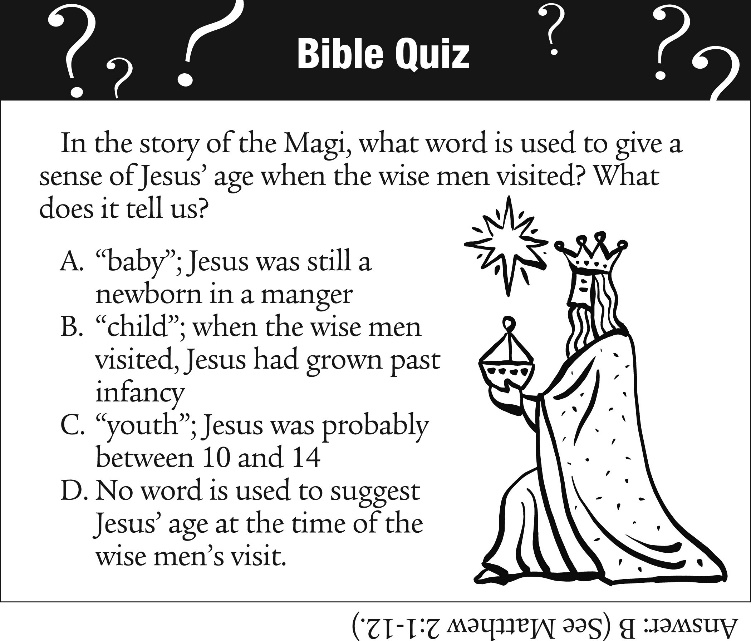 Bible Quiz
In the story of the Magi, what word is used to give a
sense of Jesus’ age when the wise men visited? What
does it tell us?
A. “baby”; Jesus was still a
newborn in a manger
B. “child”; when the wise men
visited, Jesus had grown past
infancy
C. “youth”; Jesus was probably
between 10 and 14
D. No word is used to suggest
Jesus’ age at the time of the
wise men’s visit.
Answer: B (See Matthew 2:1-12.)